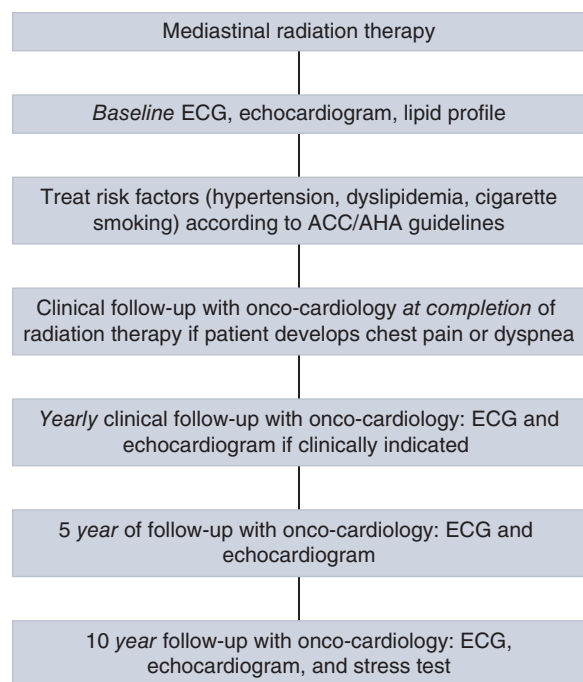 Mediastinal radiation therapy
Baseline ECG, echocardiogram, lipid profile
Treat risk factors (hypertension, dyslipidemia, cigarette
smoking) according to ACC/AHA guidelines
Clinical follow-up with onco-cardiology at completion of
radiation therapy if patient develops chest pain or dyspnea
Yearly clinical follow-up with onco-cardiology: ECG and
echocardiogram if clinically indicated
5 year of follow-up with onco-cardiology: ECG and
echocardiogram
10 year follow-up with onco-cardiology: ECG,
echocardiogram, and stress test